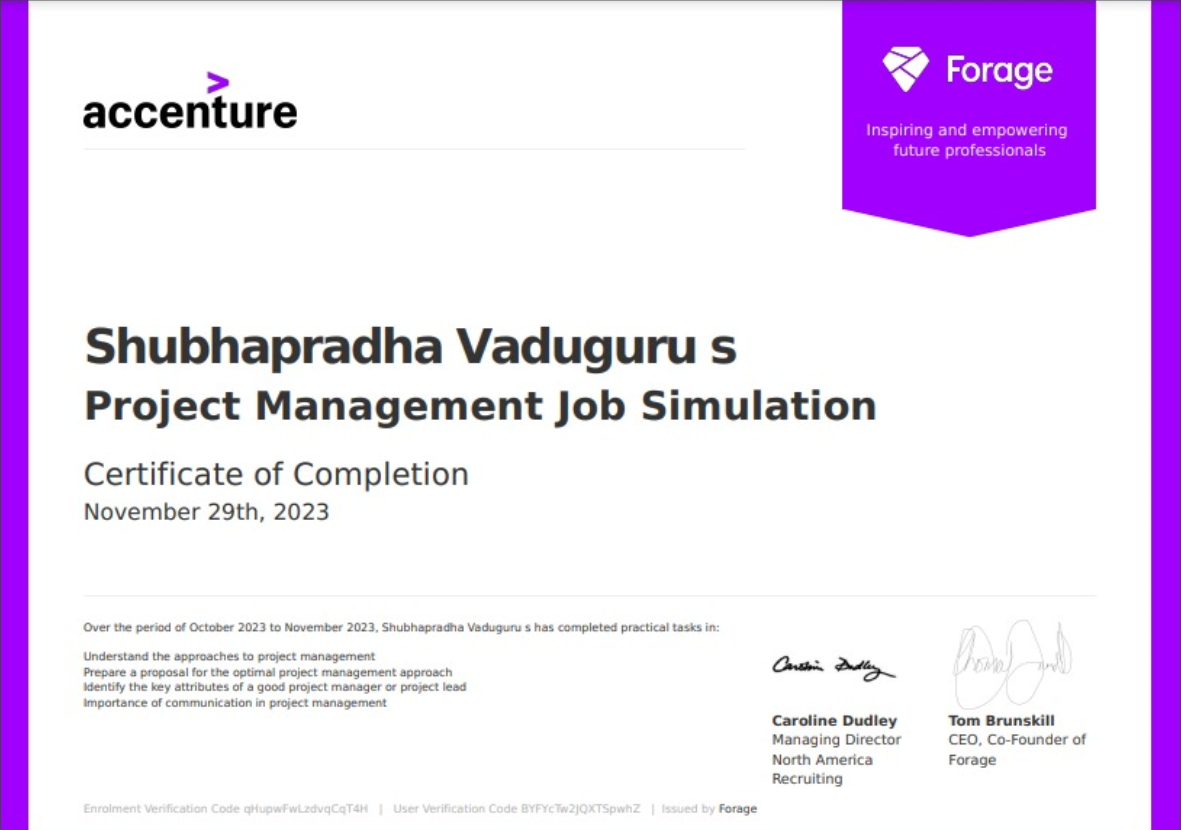 accenture
Forage
Inspiring and empowering
future professionals
Shubhapradha Vaduguru s
Project Management Job Simulation
Certificate of Completion
November 29th, 2023
Over the period of October 2023 to November 2023, Shubhapradha Vaduguru s has completed practical tasks in:
Understand the approaches to project management
Prepare a proposal for the optimal project management approach
Identify the key attributes of a good project manager or project lead
Importance of communication in project management
Caroline Dudley
Caroline Dudley
Managing Director
North America
Recruiting
Tom Brunskill
CEO, Co-Founder of
Forage
Enrolment Verification Code qHupwFwLzdvqCqT4H | User Verification Code BYFYcTw2JQXTSpwhZ | Issued by Forage